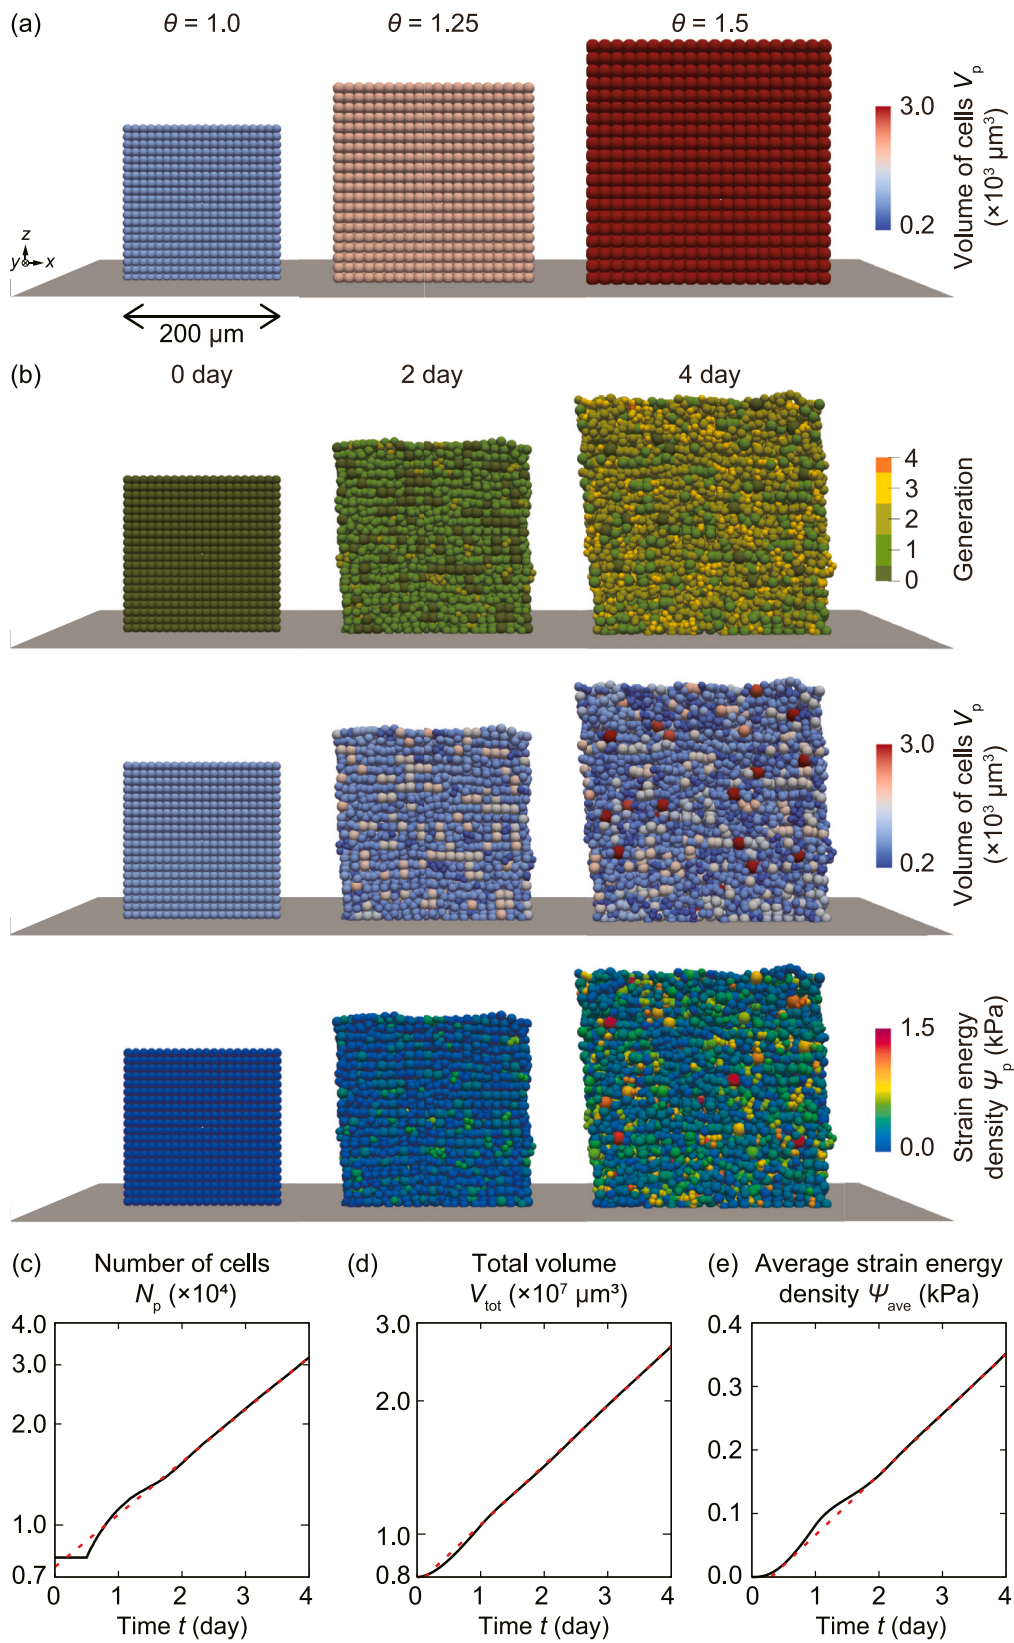 (a) θ = 1.0 θ = 1.25 θ = 1.5
3.0
0.2
Volume of cells Vₚ
(×10³ μm³)
z
y x
200 μm
(b) 0 day 2 day 4 day
4
3
2
1
0
Generation
3.0
0.2
Volume of cells Vₚ
(×10³ μm³)
1.5
0.0
Strain energy
density Ψₚ (kPa)
(c) Number of cells
Nₚ (×10⁴)
4.0
3.0
2.0
1.0
0.7
0 1 2 3 4
Time t (day)
(d) Total volume
V_tot (×10⁷ μm³)
2.0
1.0
0.8
0 1 2 3 4
Time t (day)
(e) Average strain energy
density Ψ_ave (kPa)
0.4
0.3
0.2
0.1
0.0
0 1 2 3 4
Time t (day)